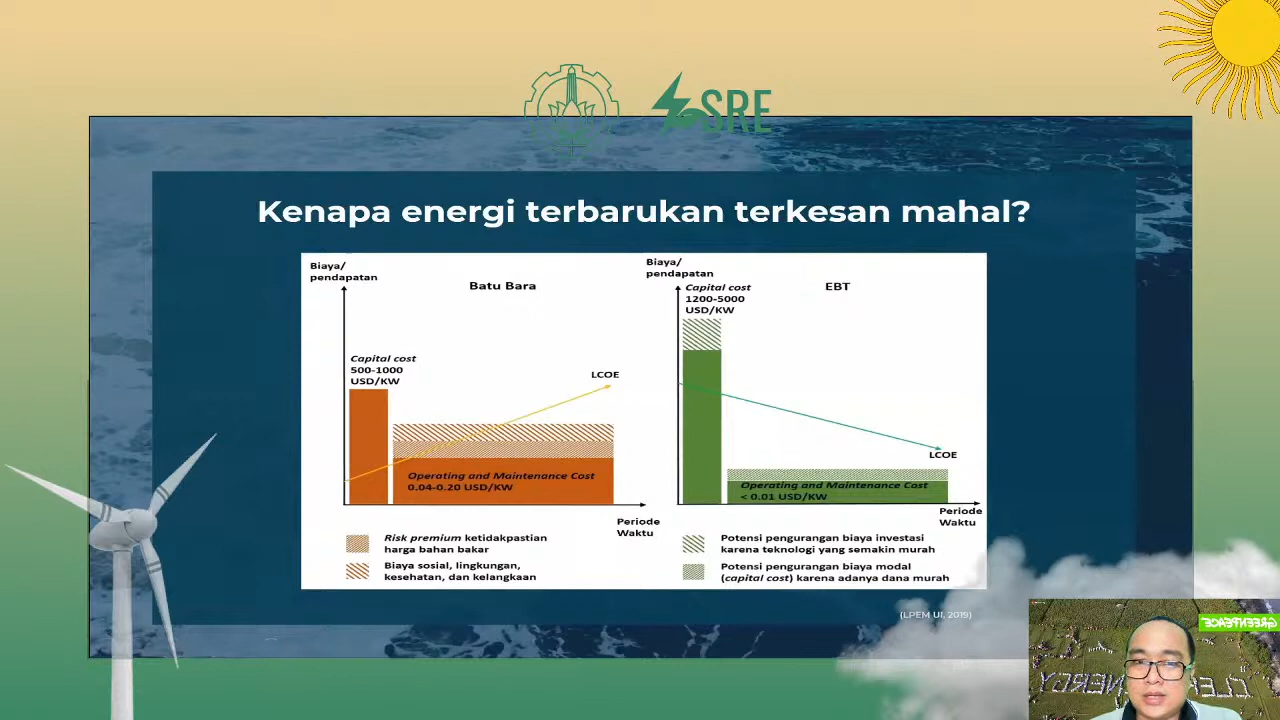 SRE
Kenapa energi terbarukan terkesan mahal?
Biaya/
pendapatan
Batu Bara
Capital cost
500-1000
USD/KW
LCOE
Operating and Maintenance Cost
0.04-0.20 USD/KW
Periode
Waktu
Risk premium ketidakpastian
harga bahan bakar
Biaya sosial, lingkungan,
kesehatan, dan kelangkaan
Biaya/
pendapatan
EBT
Capital cost
1200-5000
USD/KW
LCOE
Operating and Maintenance Cost
< 0.01 USD/KW
Periode
Waktu
Potensi pengurangan biaya investasi
karena teknologi yang semakin murah
Potensi pengurangan biaya modal
(capital cost) karena adanya dana murah
(LPEM UI, 2019)
GREENPEACE